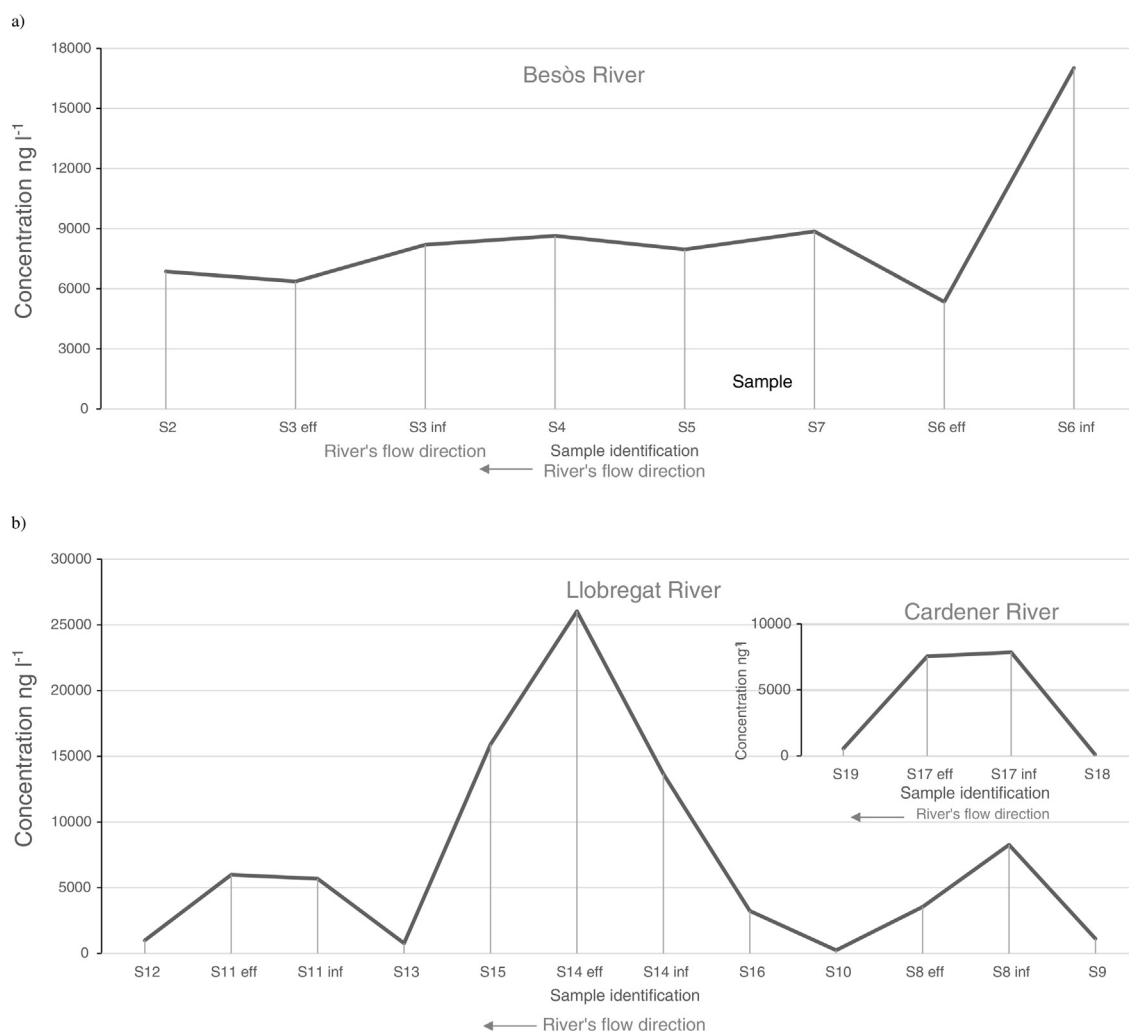 a)
Besòs River
Concentration ng l-1
18000
15000
12000
9000
6000
3000
0
Sample
S2 S3 eff S3 inf S4 S5 S7 S6 eff S6 inf
River's flow direction Sample identification
River's flow direction
b)
Llobregat River
Concentration ng l-1
30000
25000
20000
15000
10000
5000
0
Cardener River
Concentration ng-1
10000
5000
0
S19 S17 eff S17 inf S18
Sample identification
River's flow direction
S12 S11 eff S11 inf S13 S15 S14 eff S14 inf S16 S10 S8 eff S8 inf S9
Sample identification
River's flow direction